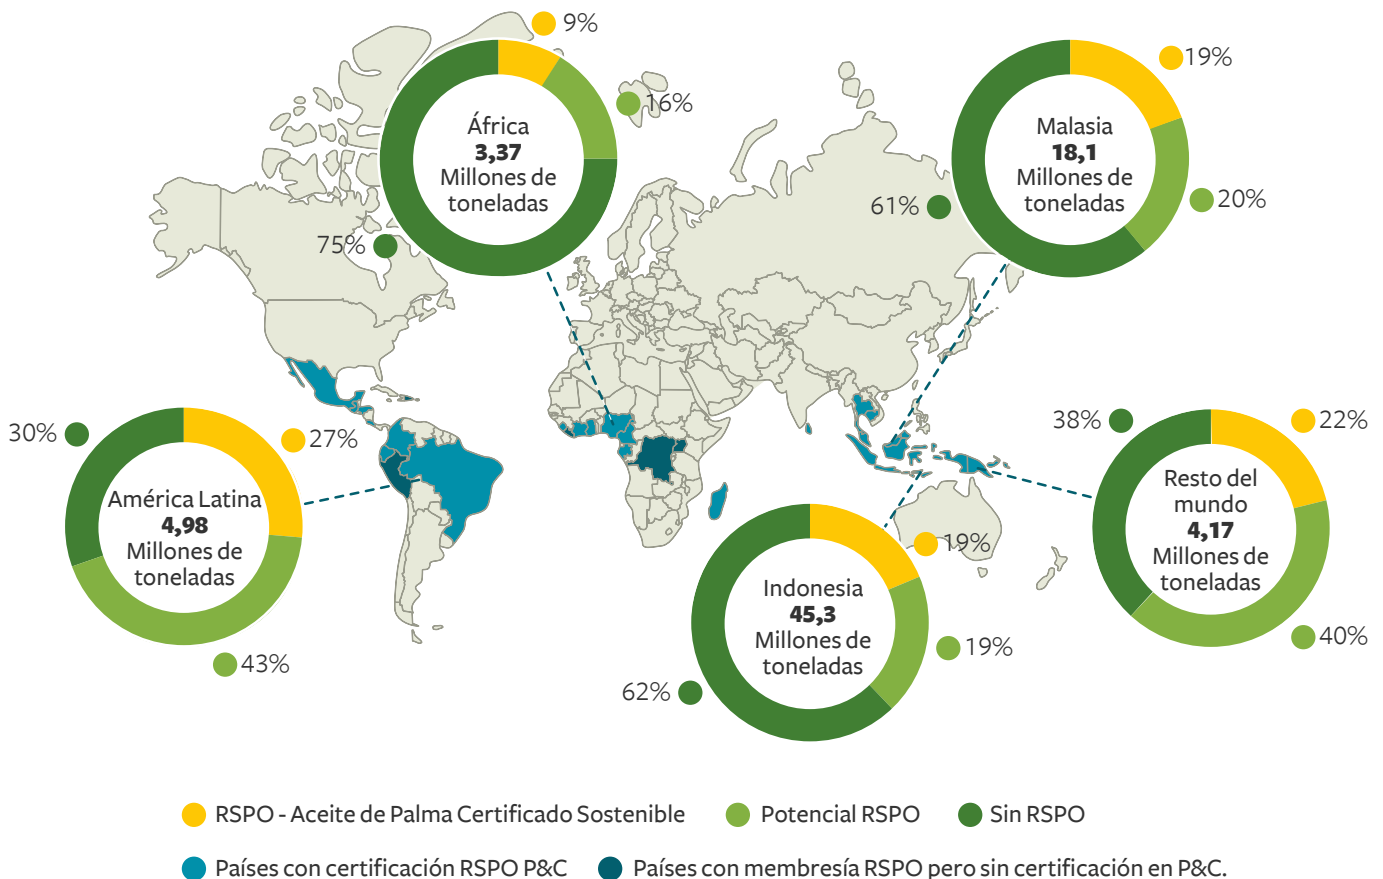 9%
África
3,37
Millones de
toneladas
16%
75%
19%
Malasia
18,1
Millones de
toneladas
61%
20%
30%
27%
América Latina
4,98
Millones de
toneladas
43%
38%
22%
Resto del
mundo
4,17
Millones de
toneladas
40%
19%
Indonesia
45,3
Millones de
toneladas
19%
62%
RSPO - Aceite de Palma Certificado Sostenible
Potencial RSPO
Sin RSPO
Países con certificación RSPO P&C
Países con membresía RSPO pero sin certificación en P&C.